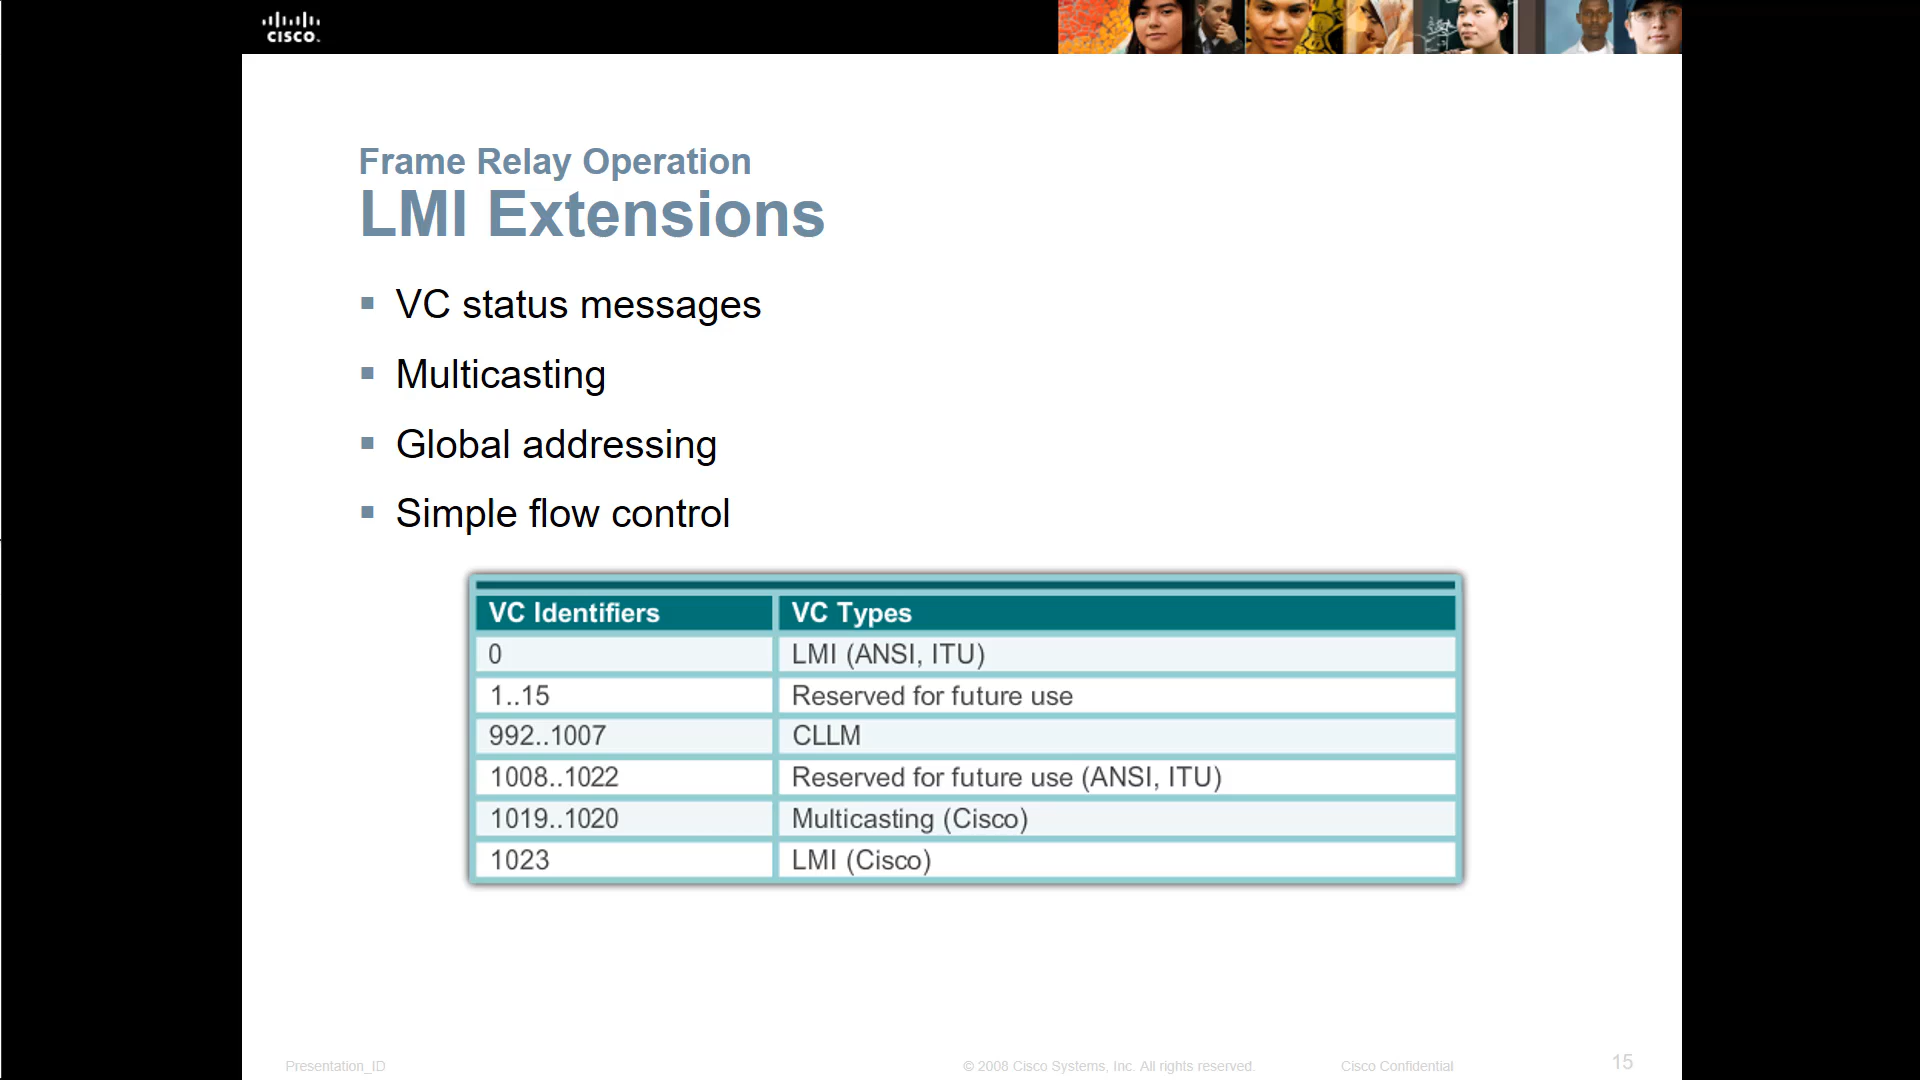 CISCO.
Frame Relay Operation
LMI Extensions
VC status messages
Multicasting
Global addressing
Simple flow control
VC Identifiers VC Types
0 LMI (ANSI, ITU)
1..15 Reserved for future use
992..1007 CLLM
1008..1022 Reserved for future use (ANSI, ITU)
1019..1020 Multicasting (Cisco)
1023 LMI (Cisco)
Presentation_ID © 2008 Cisco Systems, Inc. All rights reserved. Cisco Confidential 15